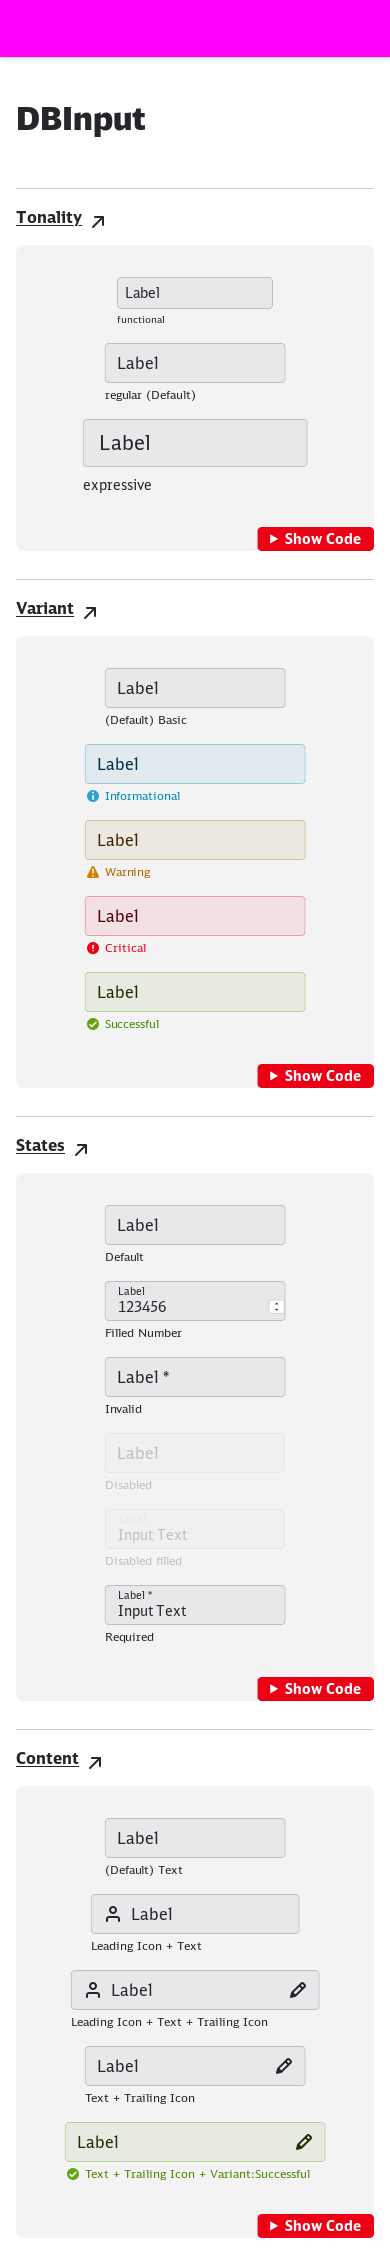 DBInput
Tonality
Label
functional
Label
regular (Default)
Label
expressive
Show Code
Variant
Label
(Default) Basic
Label
Informational
Label
Warning
Label
Critical
Label
Successful
Show Code
States
Label
Default
Label
123456
Filled Number
Label *
Invalid
Label
Disabled
Label
Input Text
Disabled filled
Label *
Input Text
Required
Show Code
Content
Label
(Default) Text
Label
Leading Icon + Text
Label
Leading Icon + Text + Trailing Icon
Label
Text + Trailing Icon
Label
Text + Trailing Icon + Variant:Successful
Show Code